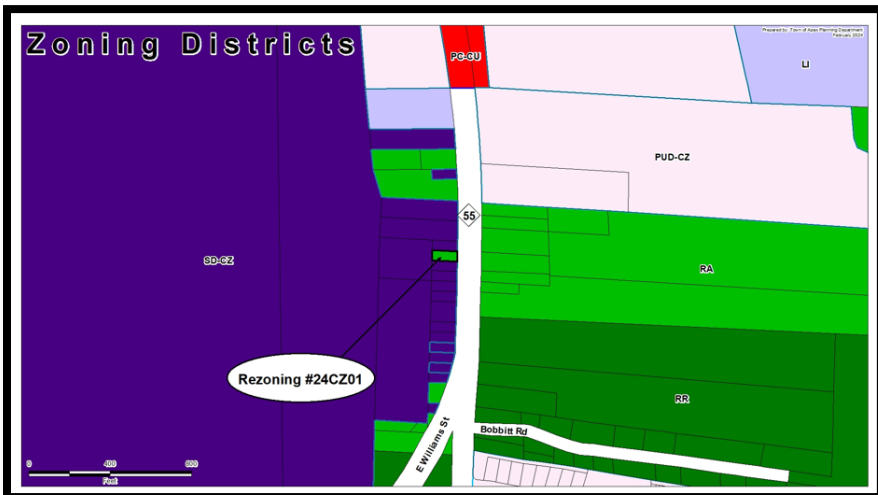 Zoning Districts
Prepared by: Town of Apex Planning Department
February 2024
PC-CU
LI
PUD-CZ
55
SD-CZ
RA
Rezoning #24CZ01
RR
E Williams St
Bobbitt Rd
0 400 800
Feet